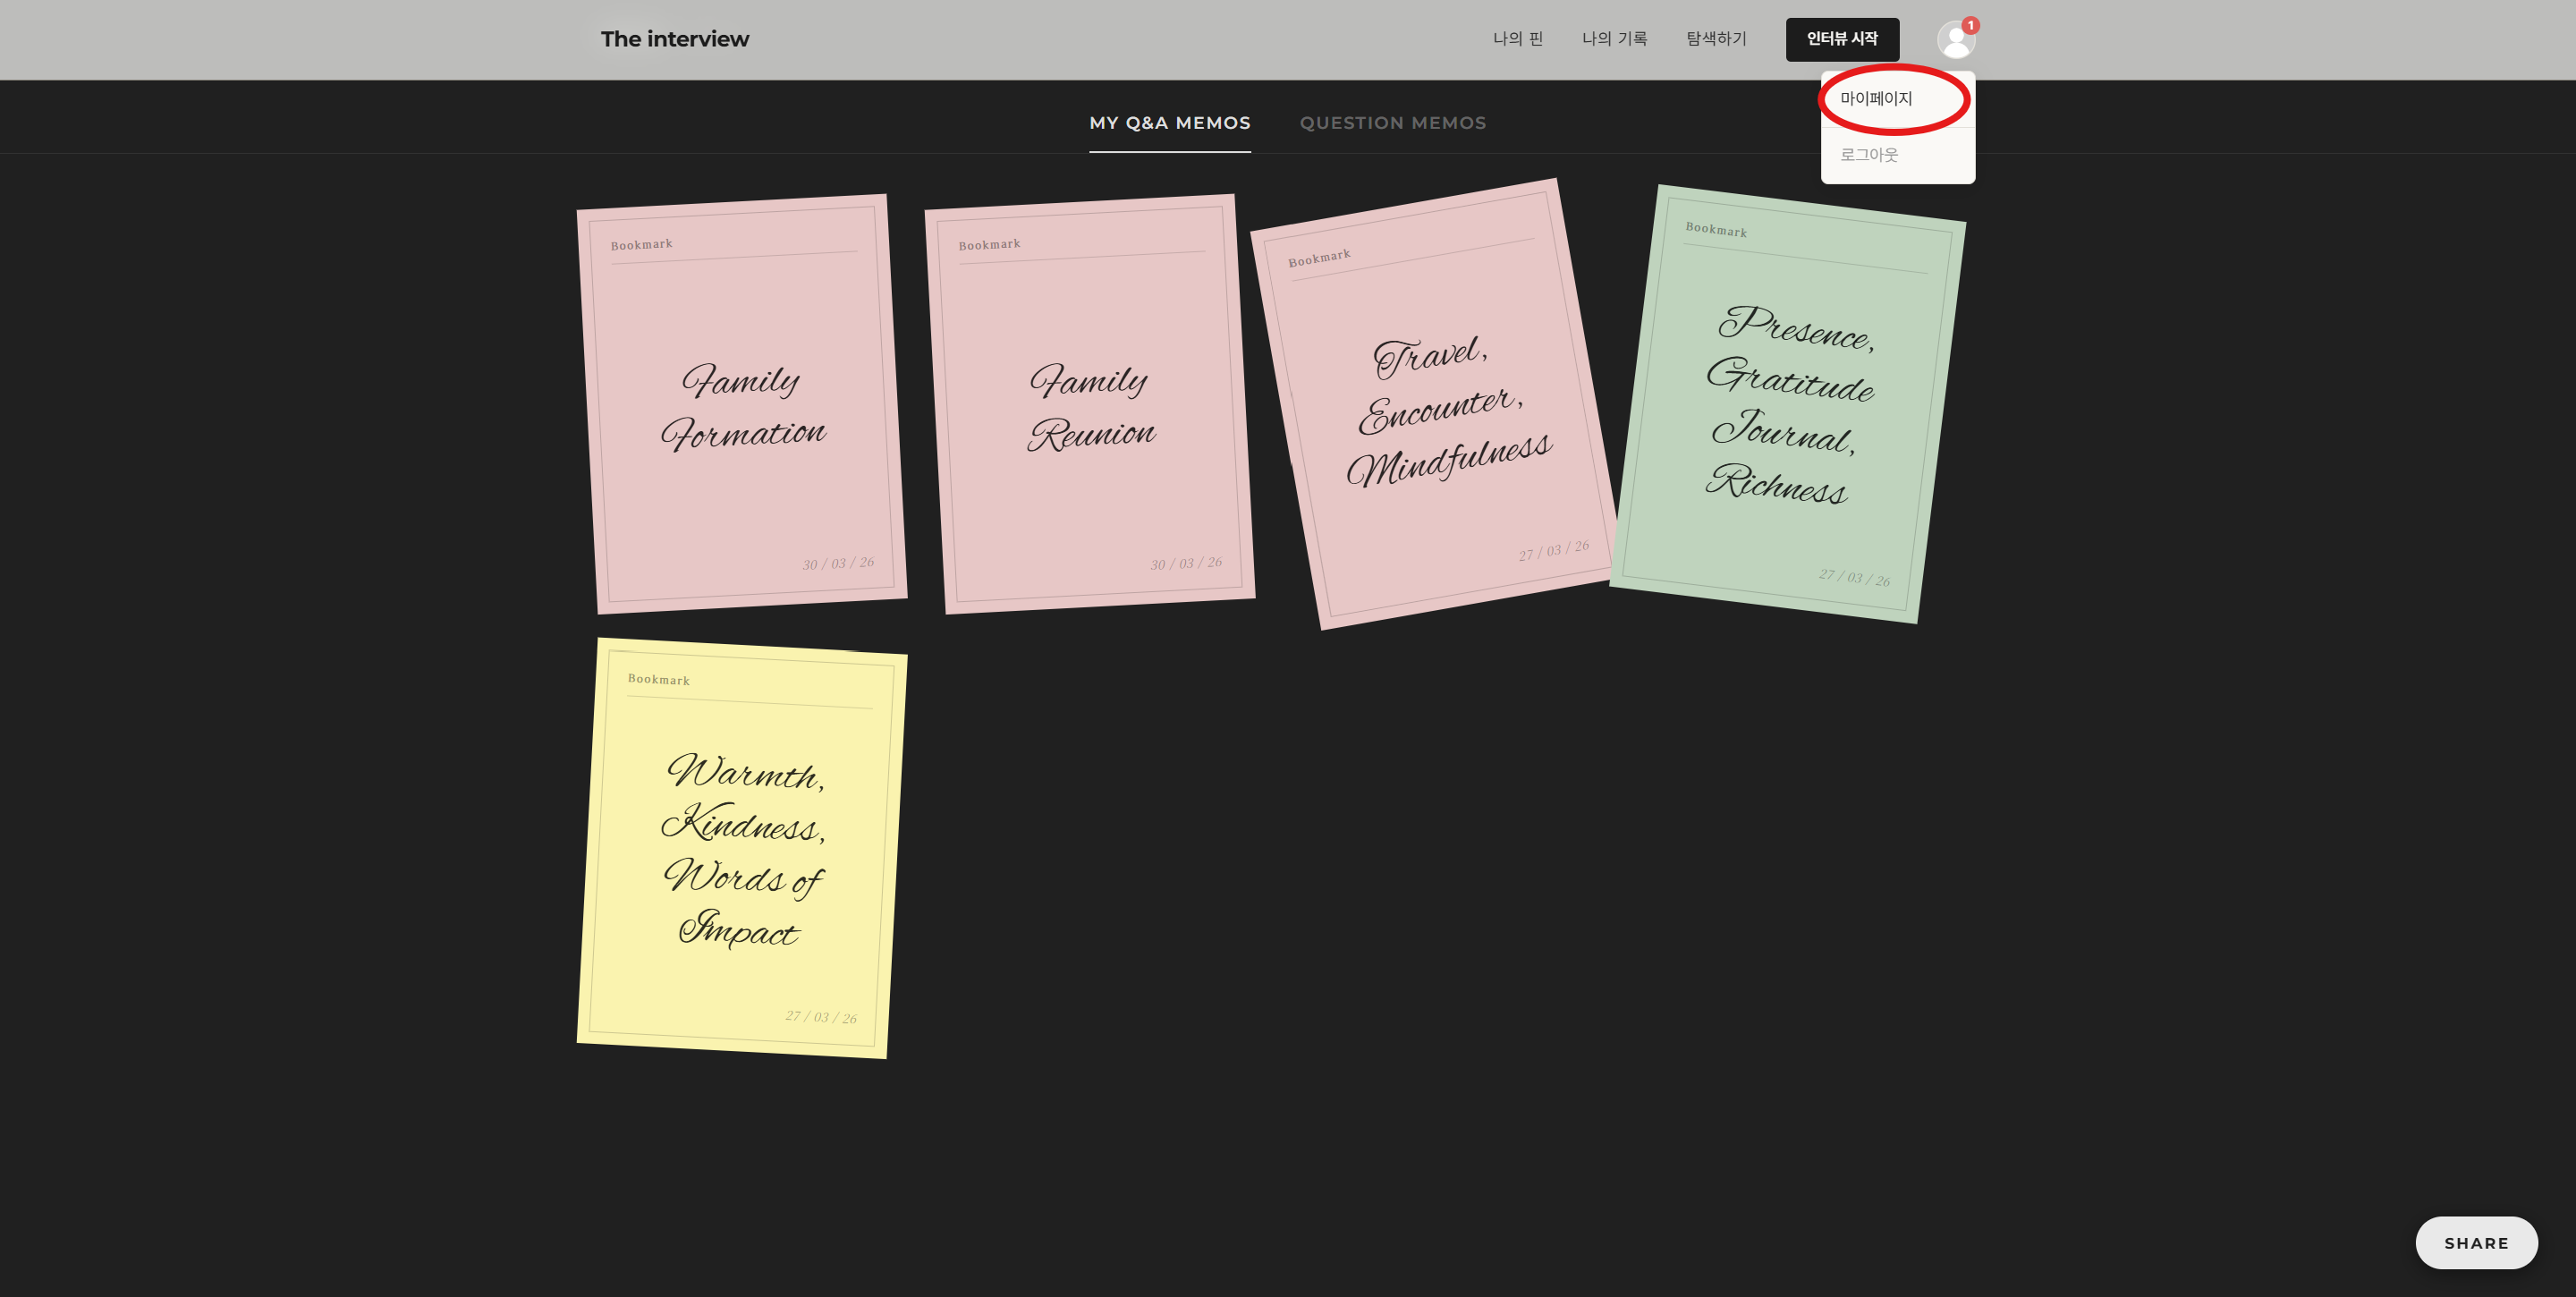 The interview
나의 핀
나의 기록
탐색하기
인터뷰 시작
1
마이페이지
로그아웃
MY Q&A MEMOS
QUESTION MEMOS
Bookmark
Family
Formation
30 / 03 / 26
Bookmark
Family
Reunion
30 / 03 / 26
Bookmark
Travel,
Encounter,
Mindfulness
27 / 03 / 26
Bookmark
Presence,
Gratitude
Journal,
Richness
27 / 03 / 26
Bookmark
Warmth,
Kindness,
Words of
Impact
27 / 03 / 26
SHARE